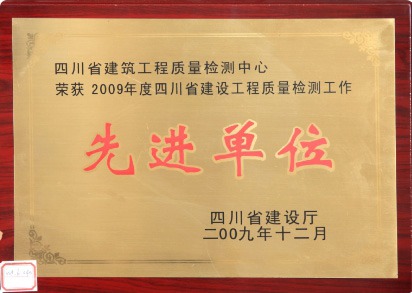 四川省建筑工程质量检测中心
荣获 2009年度四川省建设工程质量检测工作
先进单位
四川省建设厅
二00九年十二月